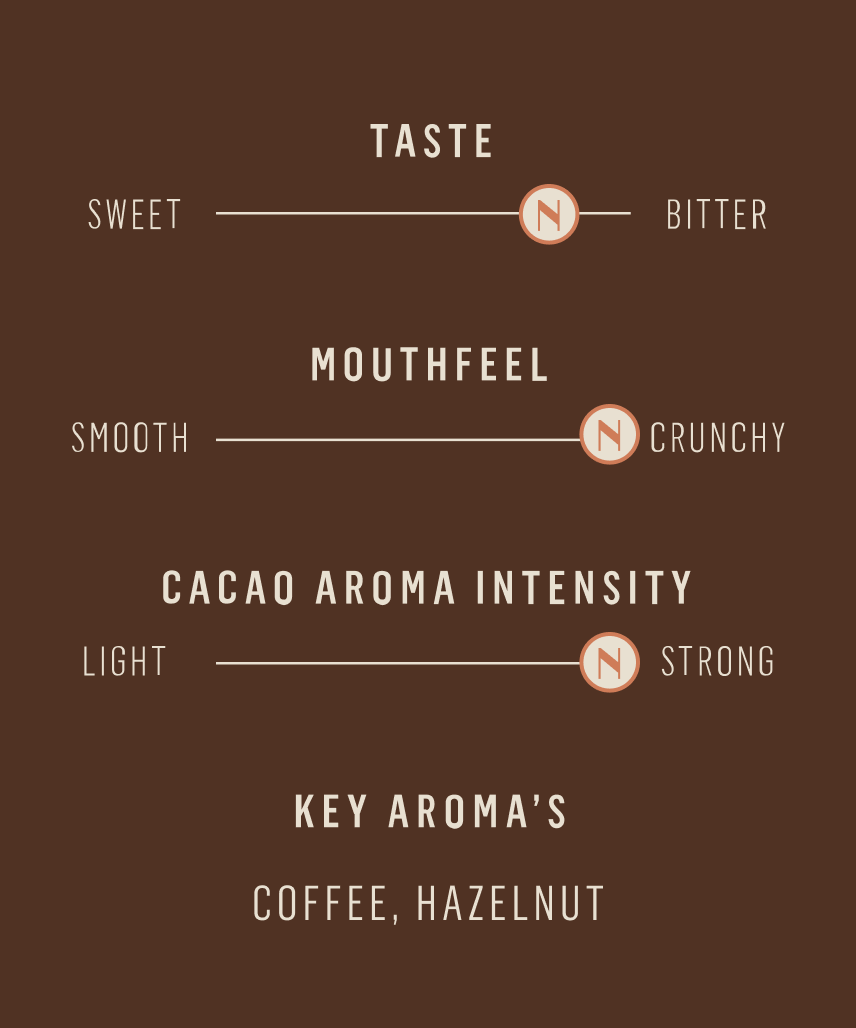 TASTE
SWEET N BITTER
MOUTHFEEL
SMOOTH N CRUNCHY
CACAO AROMA INTENSITY
LIGHT N STRONG
KEY AROMA’S
COFFEE, HAZELNUT